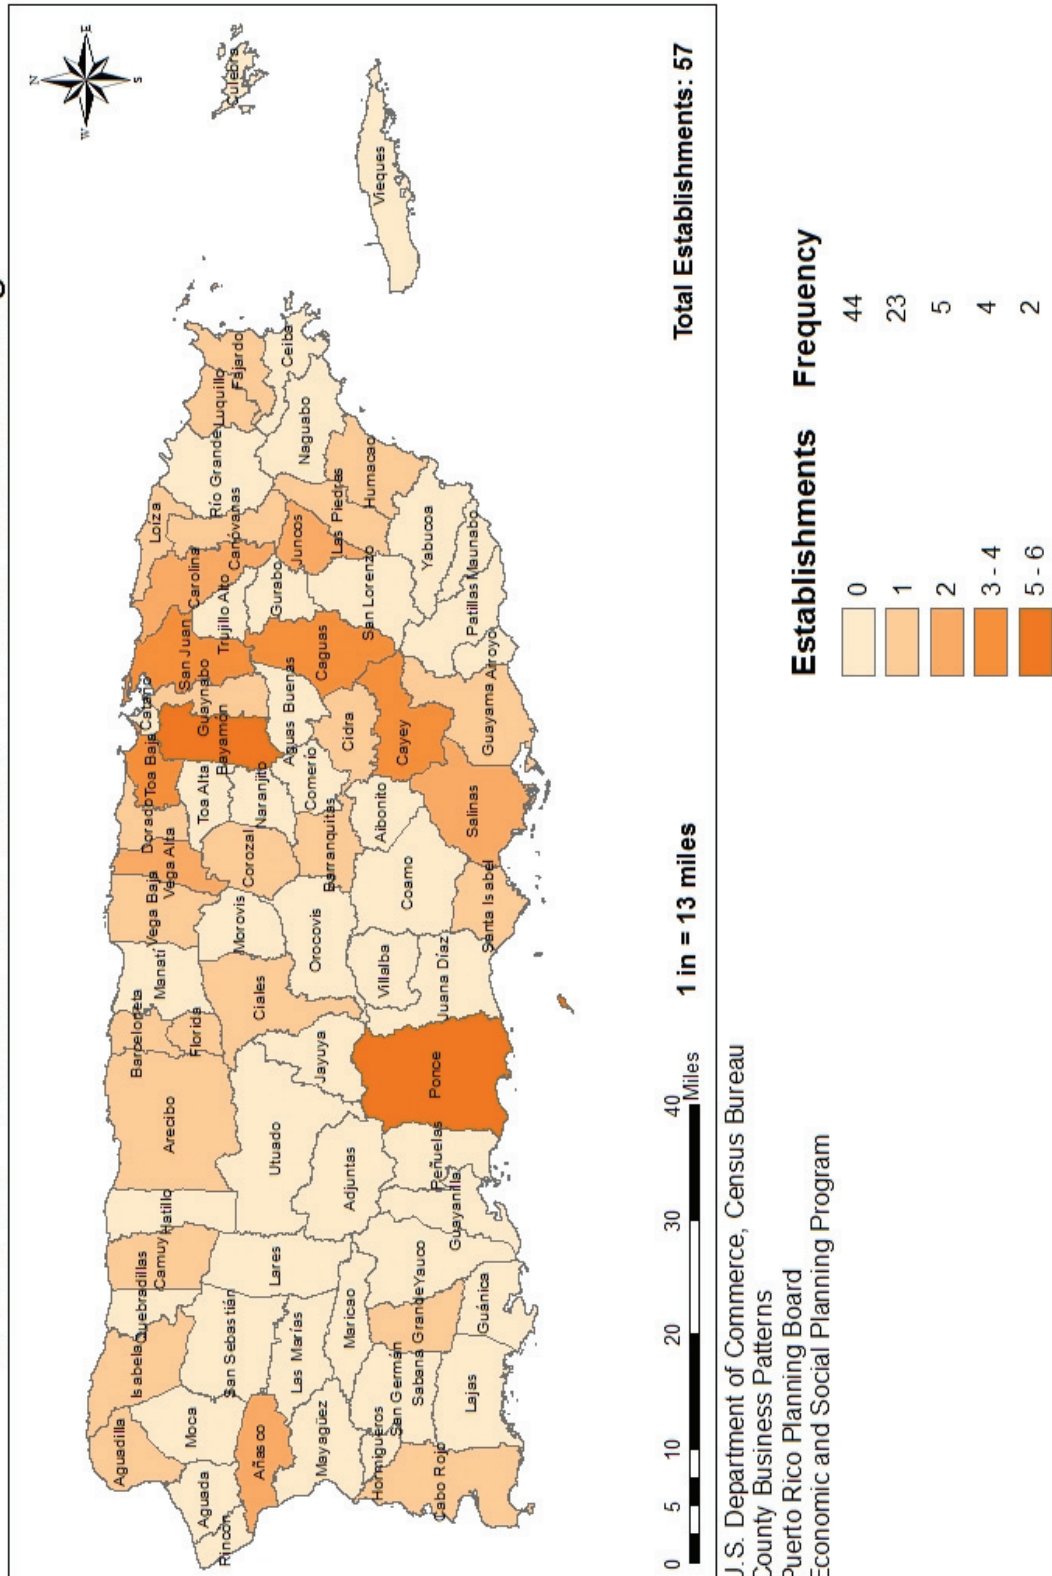 N
W
E
S
Culebra
Vieques
Aguadilla
Isabela
Quebradillas
Camuy
Hatillo
Arecibo
Barceloneta
Florida
Manatí
Vega Baja
Vega Alta
Dorado
Toa Baja
Cataño
San Juan
Carolina
Loíza
Canóvanas
Río Grande
Luquillo
Fajardo
Ceiba
Naguabo
Humacao
Las Piedras
Juncos
Gurabo
Trujillo Alto
Guaynabo
Bayamón
Toa Alta
Naranjito
Corozal
Morovis
Ciales
Utuado
Lares
San Sebastián
Moca
Aguada
Rincón
Añasco
Mayagüez
Las Marías
Maricao
Adjuntas
Jayuya
Orocovis
Barranquitas
Comerío
Aguas Buenas
Caguas
San Lorenzo
Yabucoa
Maunabo
Patillas
Arroyo
Guayama
Cayey
Cidra
Aibonito
Salinas
Coamo
Santa Isabel
Villalba
Juana Díaz
Ponce
Peñuelas
Guayanilla
Yauco
Guánica
Sabana Grande
San Germán
Lajas
Hormigueros
Cabo Rojo
0 5 10 20 30 40
Miles
1 in = 13 miles
Total Establishments: 57
U.S. Department of Commerce, Census Bureau
County Business Patterns
Puerto Rico Planning Board
Economic and Social Planning Program
Establishments Frequency
0 44
1 23
2 5
3 - 4 4
5 - 6 2